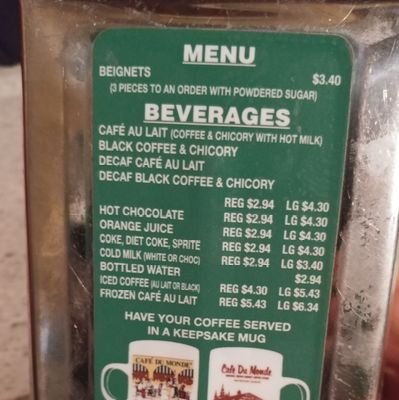 MENU
BEIGNETS $3.40
(3 PIECES TO AN ORDER WITH POWDERED SUGAR)
BEVERAGES
CAFÉ AU LAIT (COFFEE & CHICORY WITH HOT MILK)
BLACK COFFEE & CHICORY
DECAF CAFÉ AU LAIT
DECAF BLACK COFFEE & CHICORY
REG $2.94 LG $4.30
HOT CHOCOLATE REG $2.94 LG $4.30
ORANGE JUICE REG $2.94 LG $4.30
COKE, DIET COKE, SPRITE REG $2.94 LG $4.30
COLD MILK (WHITE OR CHOC) REG $2.94 LG $3.40
BOTTLED WATER $2.94
ICED COFFEE (AU LAIT OR BLACK) REG $4.30 LG $5.43
FROZEN CAFÉ AU LAIT REG $5.43 LG $6.34
HAVE YOUR COFFEE SERVED
IN A KEEPSAKE MUG
CAFÉ DU MONDE
Café Du Monde